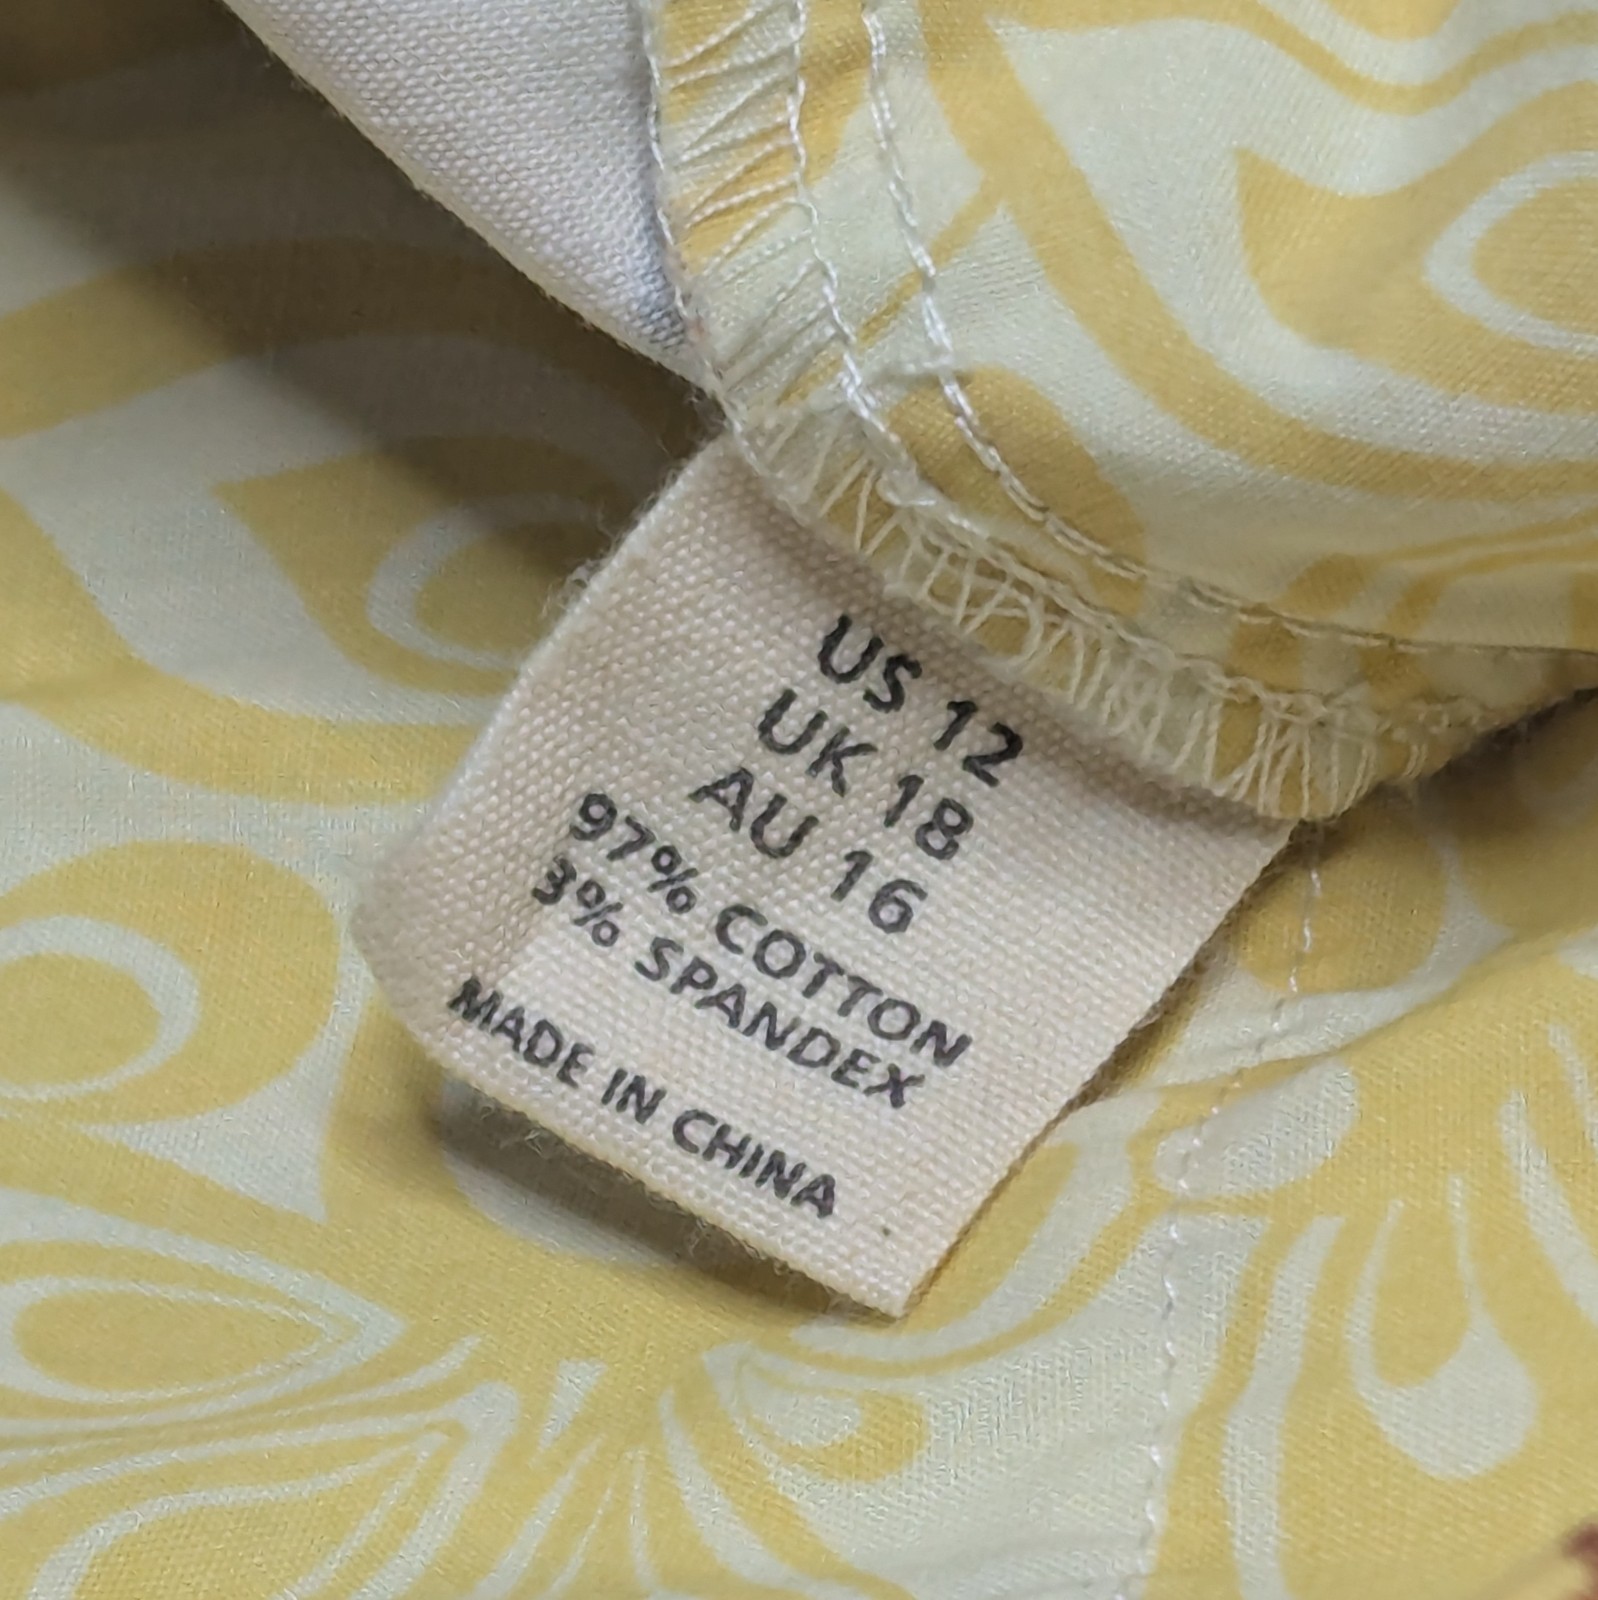 US 12
UK 18
AU 16
97% COTTON
3% SPANDEX
MADE IN CHINA